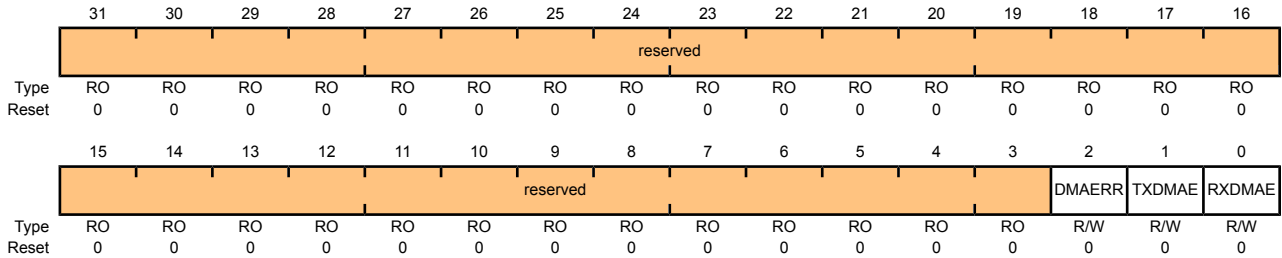 31 30 29 28 27 26 25 24 23 22 21 20 19 18 17 16
reserved
Type RO RO RO RO RO RO RO RO RO RO RO RO RO RO RO RO
Reset 0 0 0 0 0 0 0 0 0 0 0 0 0 0 0 0
15 14 13 12 11 10 9 8 7 6 5 4 3 2 1 0
reserved DMAERR TXDMAE RXDMAE
Type RO RO RO RO RO RO RO RO RO RO RO RO RO R/W R/W R/W
Reset 0 0 0 0 0 0 0 0 0 0 0 0 0 0 0 0